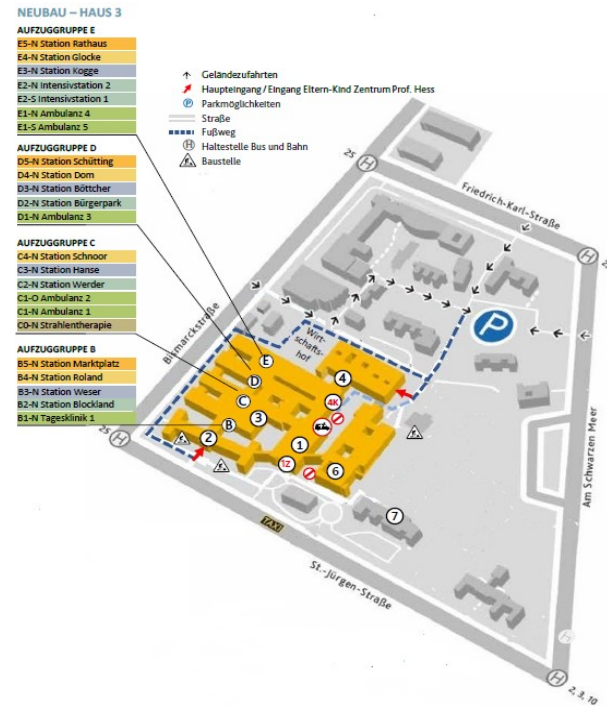 NEUBAU – HAUS 3
AUFZUGGRUPPE E
E5-N Station Rathaus
E4-N Station Glocke
E3-N Station Kogge
E2-N Intensivstation 2
E2-S Intensivstation 1
E1-N Ambulanz 4
E1-S Ambulanz 5
AUFZUGGRUPPE D
D5-N Station Schütting
D4-N Station Dom
D3-N Station Böttcher
D2-N Station Bürgerpark
D1-N Ambulanz 3
AUFZUGGRUPPE C
C4-N Station Schnoor
C3-N Station Hanse
C2-N Station Werder
C1-O Ambulanz 2
C1-N Ambulanz 1
C0-N Strahlentherapie
AUFZUGGRUPPE B
B5-N Station Marktplatz
B4-N Station Roland
B3-N Station Weser
B2-N Station Blockland
B1-N Tagesklinik 1
Geländezufahrten
Haupteingang / Eingang Eltern-Kind Zentrum Prof. Hess
P Parkmöglichkeiten
Straße
Fußweg
H Haltestelle Bus und Bahn
Baustelle
25 H
Friedrich-Karl-Straße
H
Bismarckstraße
P
Wirt-
schafts-
hof
E
D
C
B
4
4K
3
2
1
1Z
6
7
25 H
Am Schwarzen Meer
TAXI
St.-Jürgen-Straße
H
H
2, 3, 10